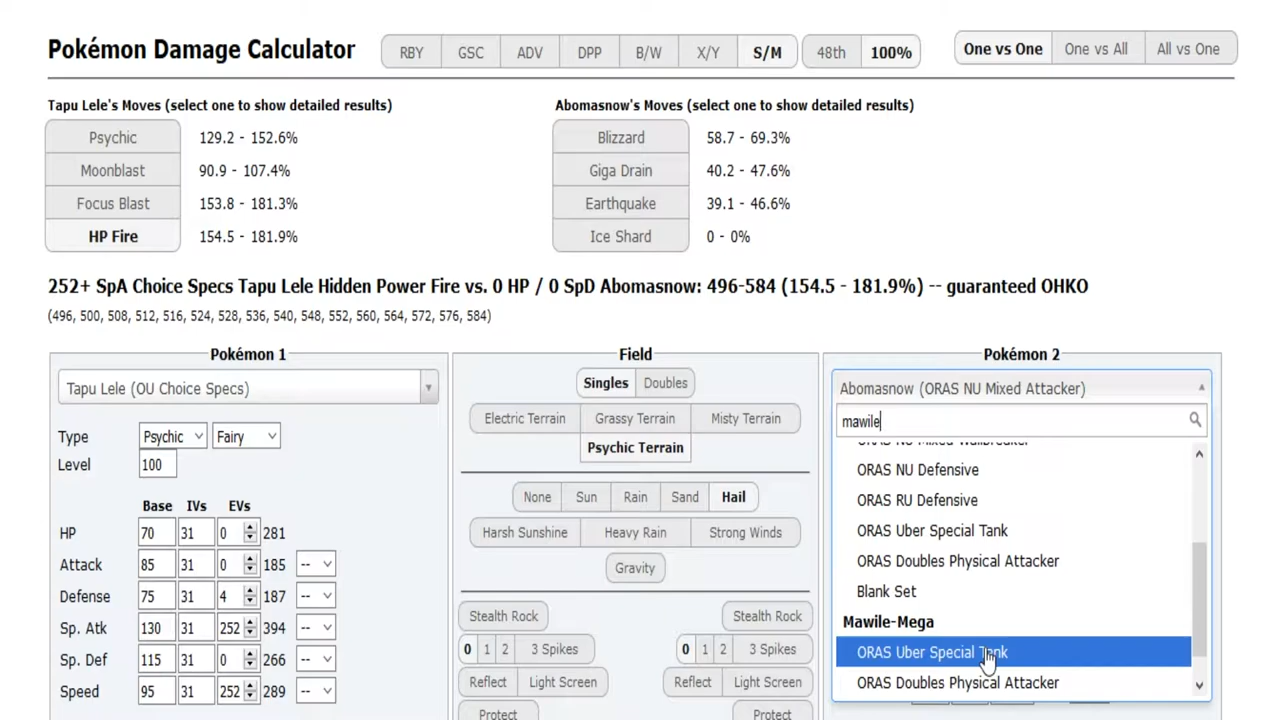 Pokémon Damage Calculator
RBY GSC ADV DPP B/W X/Y S/M 48th 100% One vs One One vs All All vs One
Tapu Lele's Moves (select one to show detailed results)
Psychic 129.2 - 152.6%
Moonblast 90.9 - 107.4%
Focus Blast 153.8 - 181.3%
HP Fire 154.5 - 181.9%
Abomasnow's Moves (select one to show detailed results)
Blizzard 58.7 - 69.3%
Giga Drain 40.2 - 47.6%
Earthquake 39.1 - 46.6%
Ice Shard 0 - 0%
252+ SpA Choice Specs Tapu Lele Hidden Power Fire vs. 0 HP / 0 SpD Abomasnow: 496-584 (154.5 - 181.9%) -- guaranteed OHKO
(496, 500, 508, 512, 516, 524, 528, 536, 540, 548, 552, 560, 564, 572, 576, 584)
Pokémon 1
Tapu Lele (OU Choice Specs)
Type Psychic Fairy
Level 100
Base IVs EVs
HP 70 31 0 281
Attack 85 31 0 185 --
Defense 75 31 4 187 --
Sp. Atk 130 31 252 394 --
Sp. Def 115 31 0 266 --
Speed 95 31 252 289 --
Field
Singles Doubles
Electric Terrain Grassy Terrain Misty Terrain
Psychic Terrain
None Sun Rain Sand Hail
Harsh Sunshine Heavy Rain Strong Winds
Gravity
Stealth Rock Stealth Rock
0 1 2 3 Spikes 0 1 2 3 Spikes
Reflect Light Screen Reflect Light Screen
Protect Protect
Pokémon 2
Abomasnow (ORAS NU Mixed Attacker)
mawile
ORAS NU Mixed Wallbreaker
ORAS NU Defensive
ORAS RU Defensive
ORAS Uber Special Tank
ORAS Doubles Physical Attacker
Blank Set
Mawile-Mega
ORAS Uber Special Tank
ORAS Doubles Physical Attacker